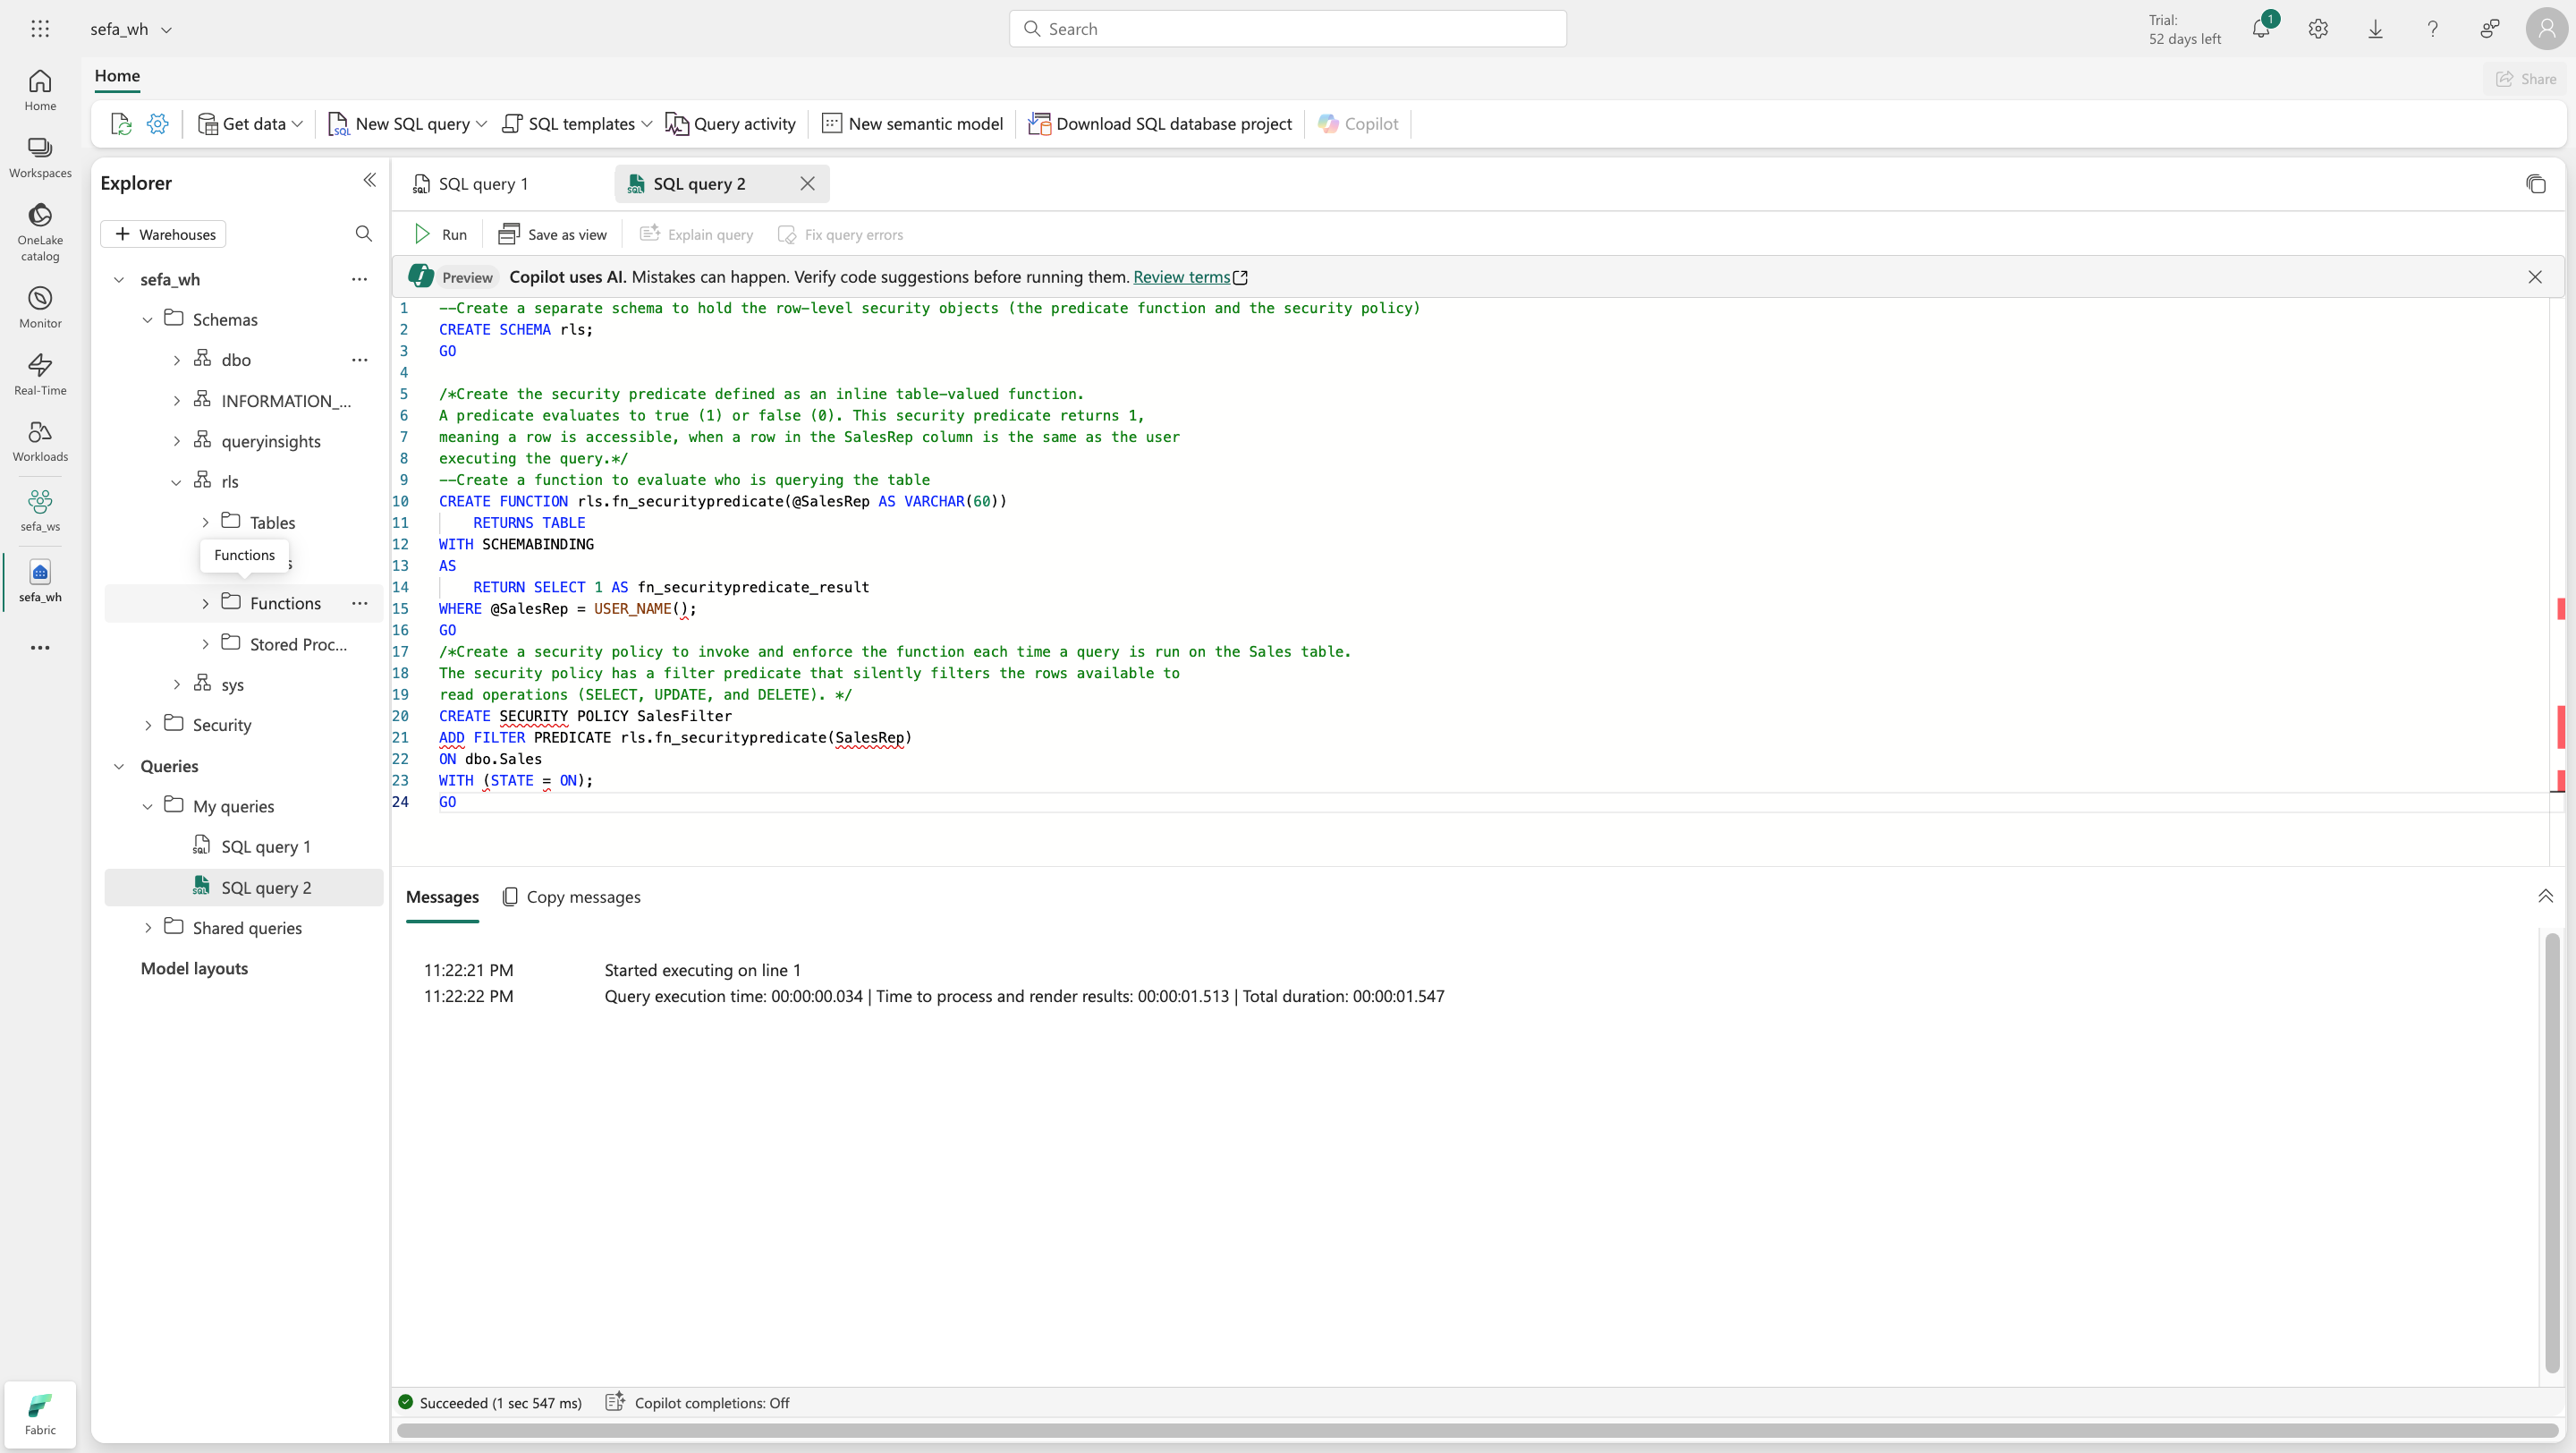 sefa_wh
Search
Trial:
52 days left
1
Home
Share
Get data
New SQL query
SQL templates
Query activity
New semantic model
Download SQL database project
Copilot
Home
Workspaces
OneLake
catalog
Monitor
Real-Time
Workloads
sefa_ws
sefa_wh
Fabric
Explorer
Warehouses
sefa_wh
Schemas
dbo
INFORMATION_...
queryinsights
rls
Tables
Functions
s
Functions
Stored Proc...
sys
Security
Queries
My queries
SQL query 1
SQL query 2
Shared queries
Model layouts
SQL query 1
SQL query 2
Run
Save as view
Explain query
Fix query errors
Preview Copilot uses AI. Mistakes can happen. Verify code suggestions before running them. Review terms
1 --Create a separate schema to hold the row-level security objects (the predicate function and the security policy)
2 CREATE SCHEMA rls;
3 GO
4
5 /*Create the security predicate defined as an inline table-valued function.
6 A predicate evaluates to true (1) or false (0). This security predicate returns 1,
7 meaning a row is accessible, when a row in the SalesRep column is the same as the user
8 executing the query.*/
9 --Create a function to evaluate who is querying the table
10 CREATE FUNCTION rls.fn_securitypredicate(@SalesRep AS VARCHAR(60))
11 RETURNS TABLE
12 WITH SCHEMABINDING
13 AS
14 RETURN SELECT 1 AS fn_securitypredicate_result
15 WHERE @SalesRep = USER_NAME();
16 GO
17 /*Create a security policy to invoke and enforce the function each time a query is run on the Sales table.
18 The security policy has a filter predicate that silently filters the rows available to
19 read operations (SELECT, UPDATE, and DELETE). */
20 CREATE SECURITY POLICY SalesFilter
21 ADD FILTER PREDICATE rls.fn_securitypredicate(SalesRep)
22 ON dbo.Sales
23 WITH (STATE = ON);
24 GO
Messages
Copy messages
11:22:21 PM Started executing on line 1
11:22:22 PM Query execution time: 00:00:00.034 | Time to process and render results: 00:00:01.513 | Total duration: 00:00:01.547
Succeeded (1 sec 547 ms)
Copilot completions: Off